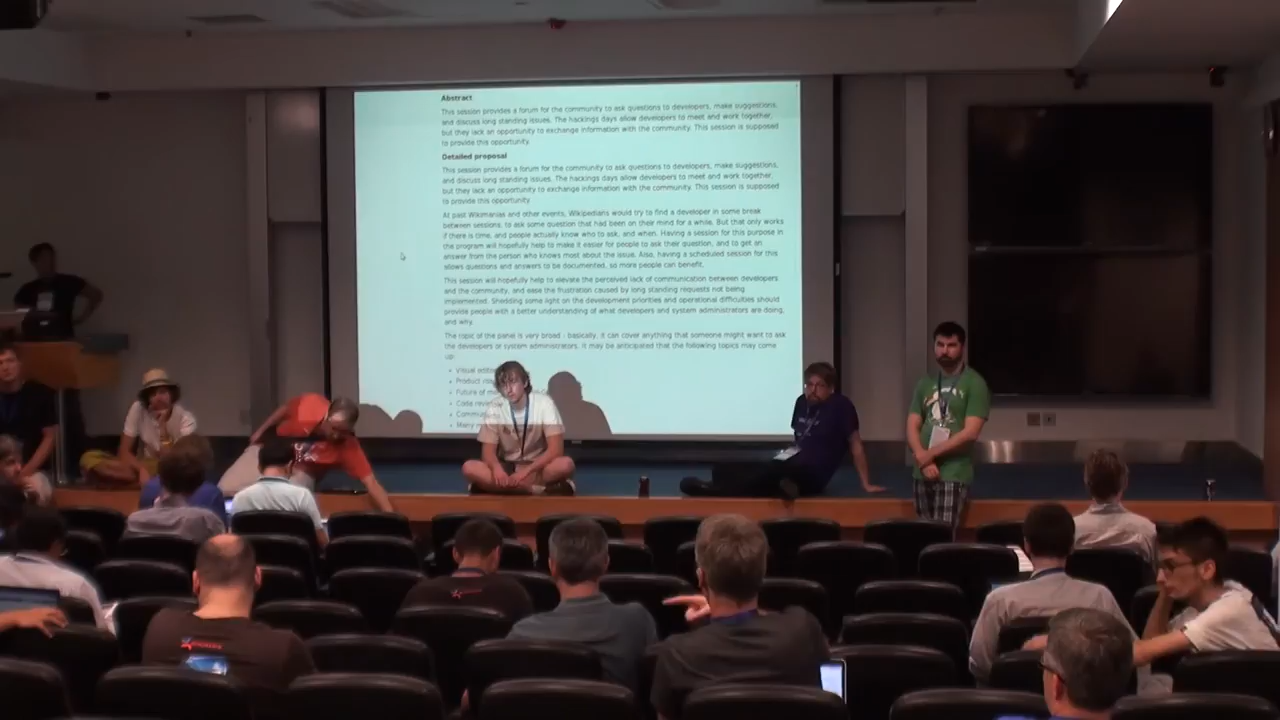 Abstract
This session provides a forum for the community to ask questions to developers, make suggestions,
and discuss long standing issues. The hackings days allow developers to meet and work together,
but they lack an opportunity to exchange information with the community. This session is supposed
to provide this opportunity.
Detailed proposal
This session provides a forum for the community to ask questions to developers, make suggestions,
and discuss long standing issues. The hackings days allow developers to meet and work together,
but they lack an opportunity to exchange information with the community. This session is supposed
to provide this opportunity.
At past Wikimanias and other events, Wikipedians would try to find a developer in some break
between sessions, to ask some question that had been on their mind for a while. But that only works
if there is time, and people actually know who to ask, and when. Having a session for this purpose in
the program will hopefully help to make it easier for people to ask their question, and to get an
answer from the person who knows most about the issue. Also, having a scheduled session for this
allows questions and answers to be documented, so more people can benefit.
This session will hopefully help to elevate the perceived lack of communication between developers
and the community, and ease the frustration caused by long standing requests not being
implemented. Shedding some light on the development priorities and operational difficulties should
provide people with a better understanding of what developers and system administrators are doing,
and why.
The topic of the panel is very broad - basically, it can cover anything that someone might want to ask
the developers or system administrators. It may be anticipated that the following topics may come
up:
Visual
Product
Future of
Code
Many